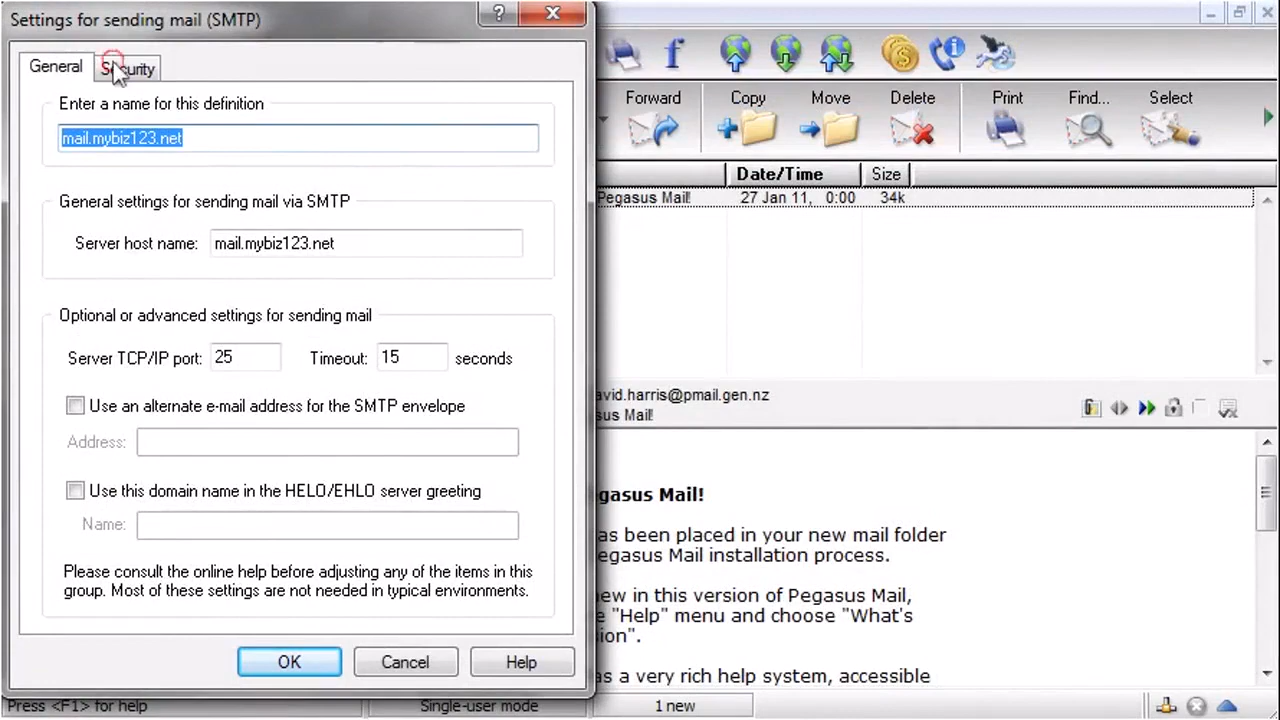 Settings for sending mail (SMTP)
?
General
Security
Enter a name for this definition
mail.mybiz123.net
General settings for sending mail via SMTP
Server host name: mail.mybiz123.net
Optional or advanced settings for sending mail
Server TCP/IP port: 25 Timeout: 15 seconds
Use an alternate e-mail address for the SMTP envelope
Address:
Use this domain name in the HELO/EHLO server greeting
Name:
Please consult the online help before adjusting any of the items in this
group. Most of these settings are not needed in typical environments.
OK Cancel Help
f
Forward Copy Move Delete Print Find... Select
Date/Time Size
Pegasus Mail! 27 Jan 11, 0:00 34k
avid.harris@pmail.gen.nz
sus Mail!
gasus Mail!
as been placed in your new mail folder
egasus Mail installation process.
new in this version of Pegasus Mail,
e "Help" menu and choose "What's
sion".
as a very rich help system, accessible
Press <F1> for help Single-user mode 1 new